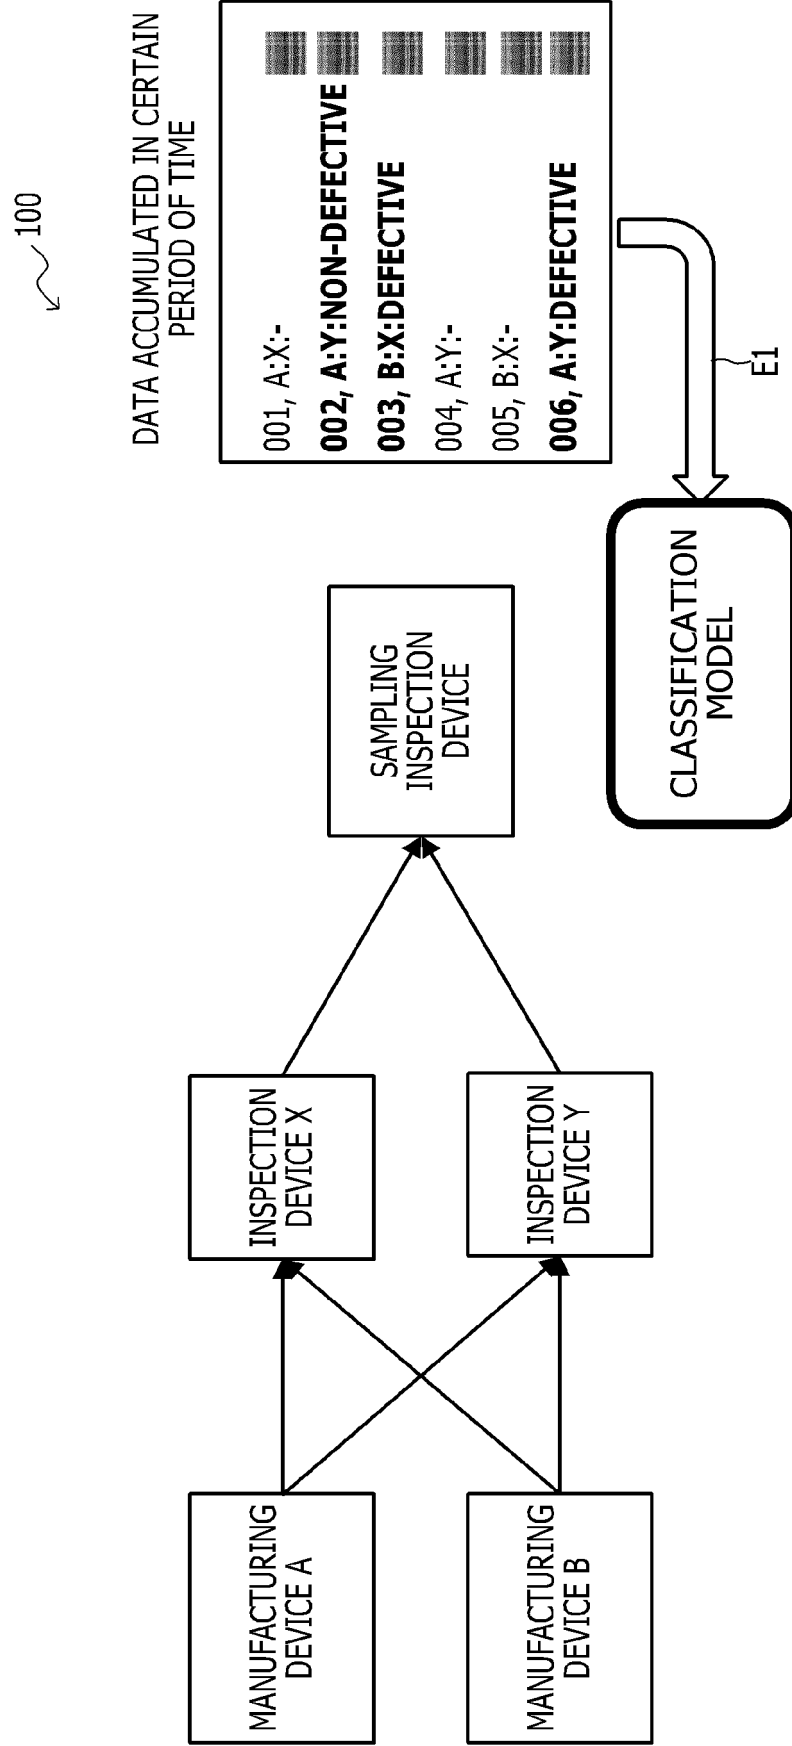 100
DATA ACCUMULATED IN CERTAIN
PERIOD OF TIME
001, A:X:-
002, A:Y:NON-DEFECTIVE
003, B:X:DEFECTIVE
004, A:Y:-
005, B:X:-
006, A:Y:DEFECTIVE
MANUFACTURING
DEVICE A
INSPECTION
DEVICE X
SAMPLING
INSPECTION
DEVICE
MANUFACTURING
DEVICE B
INSPECTION
DEVICE Y
CLASSIFICATION
MODEL
E1